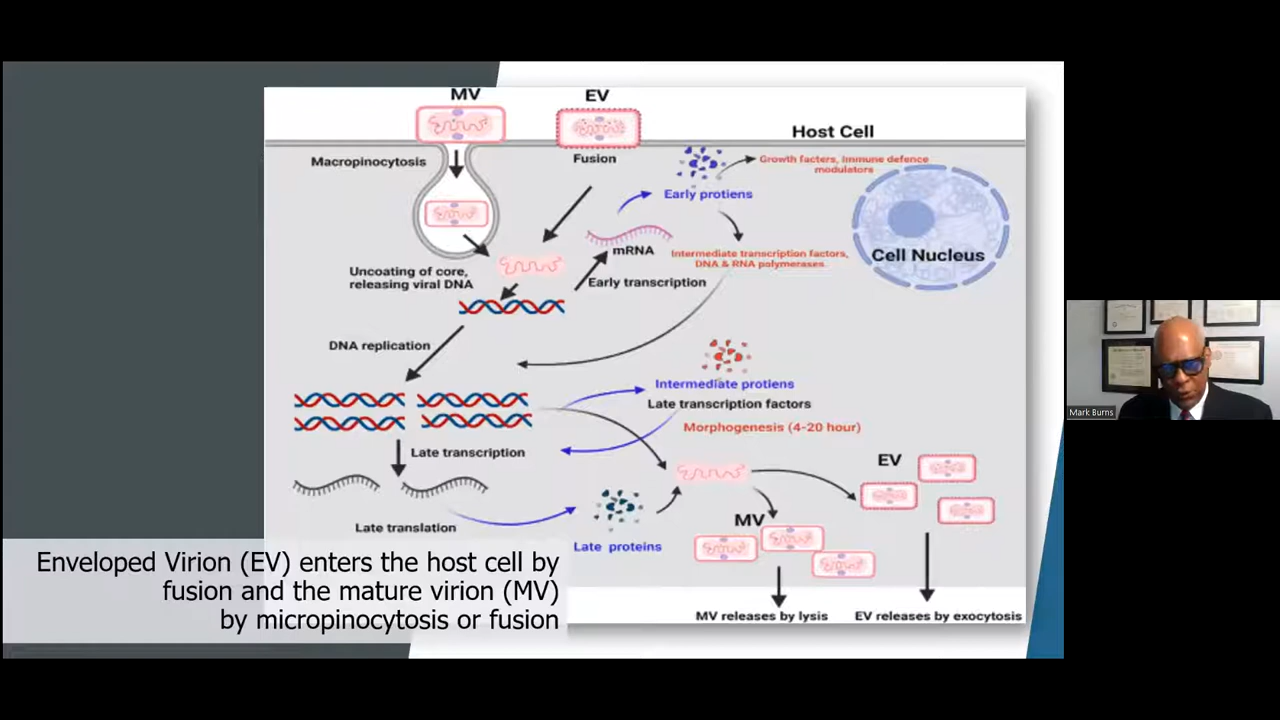 MV
EV
Host Cell
Macropinocytosis
Fusion
Growth factors, Immune defence
modulators
Early protiens
Cell Nucleus
mRNA
Intermediate transcription factors,
DNA & RNA polymerases.
Uncoating of core,
releasing viral DNA
Early transcription
DNA replication
Intermediate protiens
Late transcription factors
Morphogenesis (4-20 hour)
Late transcription
EV
MV
Late translation
Late proteins
MV releases by lysis
EV releases by exocytosis
Enveloped Virion (EV) enters the host cell by
fusion and the mature virion (MV)
by micropinocytosis or fusion
Mark Burns